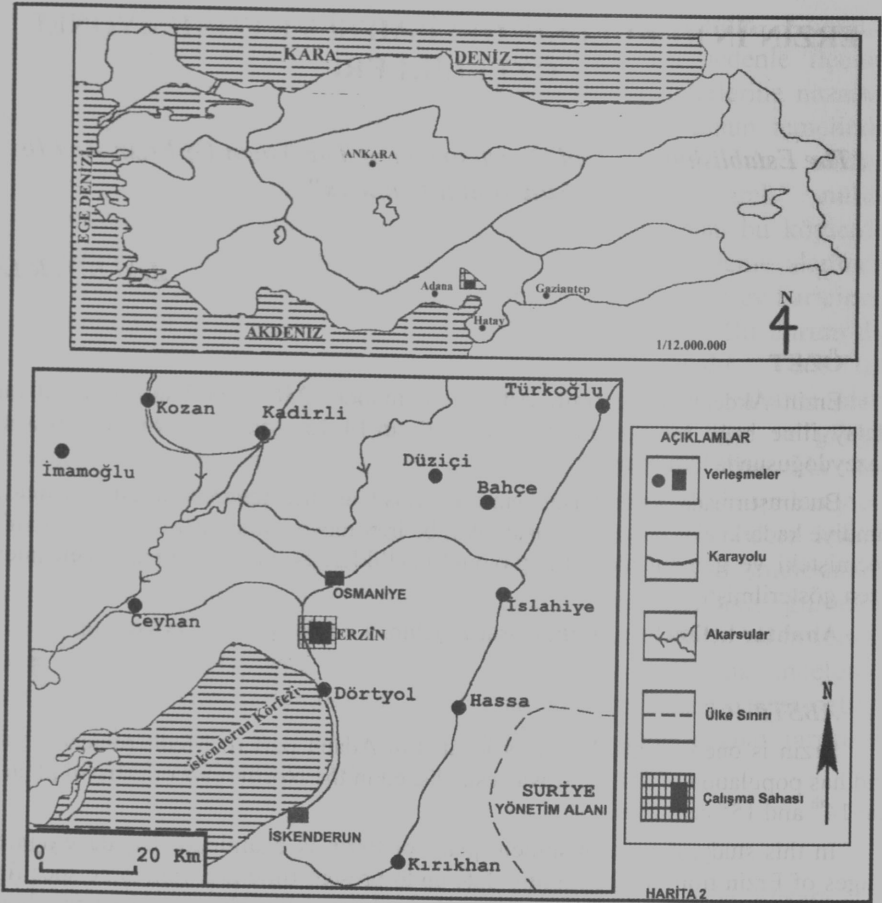 KARA DENİZ
EGE DENİZİ
ANKARA
Adana
Gaziantep
Hatay
AKDENİZ
N
4
1/12.000.000
Türkoğlu
Kozan
Kadirli
İmamoğlu
Düziçi
Bahçe
OSMANİYE
İslahiye
Ceyhan
ERZİN
Dörtyol
Hassa
İskenderun Körfezi
SURİYE
YÖNETİM ALANI
İSKENDERUN
Kırıkhan
0 20 Km
AÇIKLAMLAR
Yerleşmeler
Karayolu
Akarsular
Ülke Sınırı
Çalışma Sahası
N
HARİTA 2